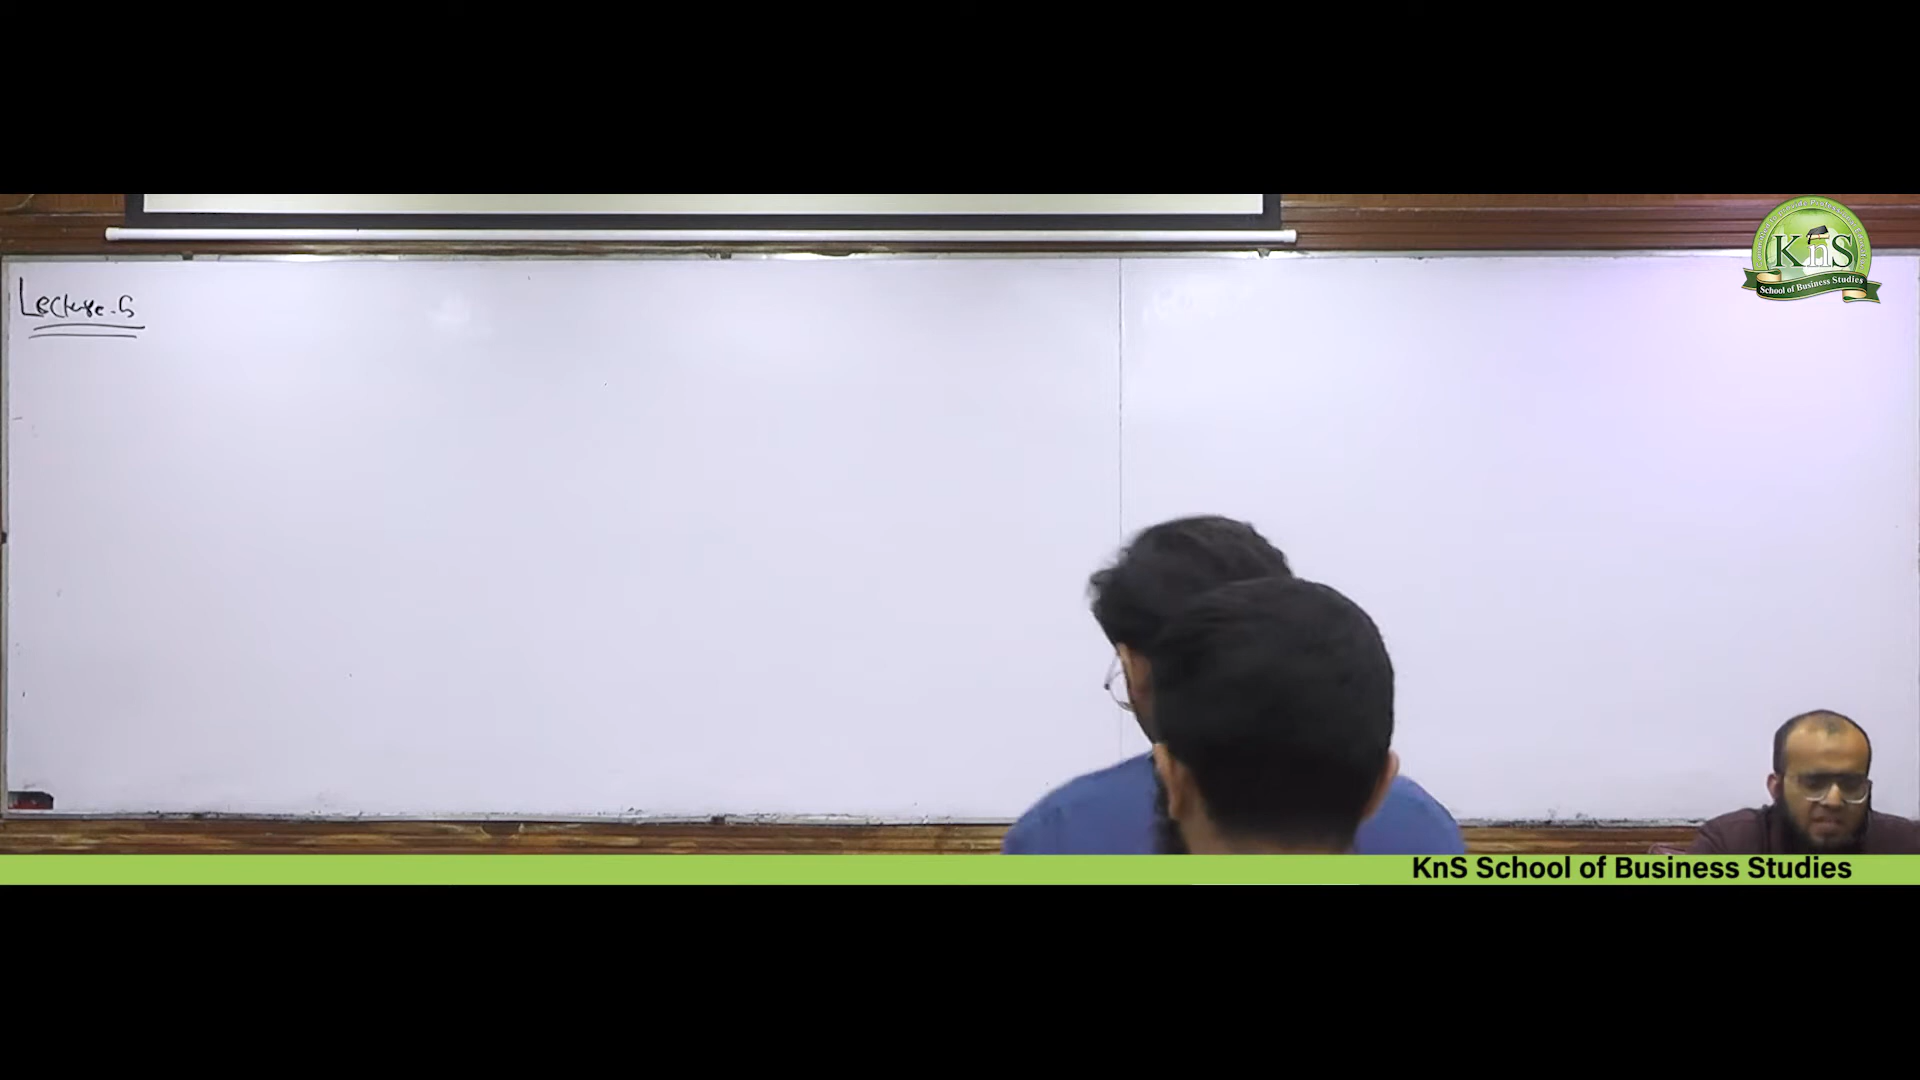 Lecture-5
KnS
School of Business Studies
KnS School of Business Studies